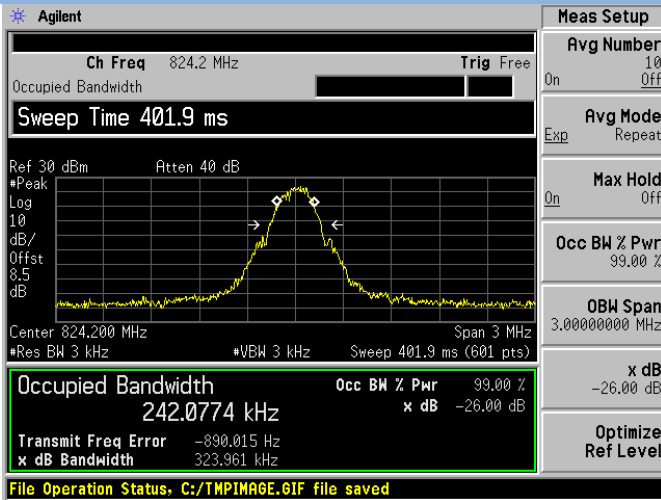 Agilent
Ch Freq 824.2 MHz Trig Free
Occupied Bandwidth
Sweep Time 401.9 ms
Ref 30 dBm Atten 40 dB
#Peak
Log
10
dB/
Offst
8.5
dB
Center 824.200 MHz Span 3 MHz
#Res BW 3 kHz #VBW 3 kHz Sweep 401.9 ms (601 pts)
Occupied Bandwidth Occ BW % Pwr 99.00 %
242.0774 kHz x dB -26.00 dB
Transmit Freq Error -890.015 Hz
x dB Bandwidth 323.961 kHz
File Operation Status, C:/TMPIMAGE.GIF file saved
Meas Setup
Avg Number
10
On Off
Avg Mode
Exp Repeat
Max Hold
On Off
Occ BW % Pwr
99.00 %
OBW Span
3.00000000 MHz
x dB
-26.00 dB
Optimize
Ref Level